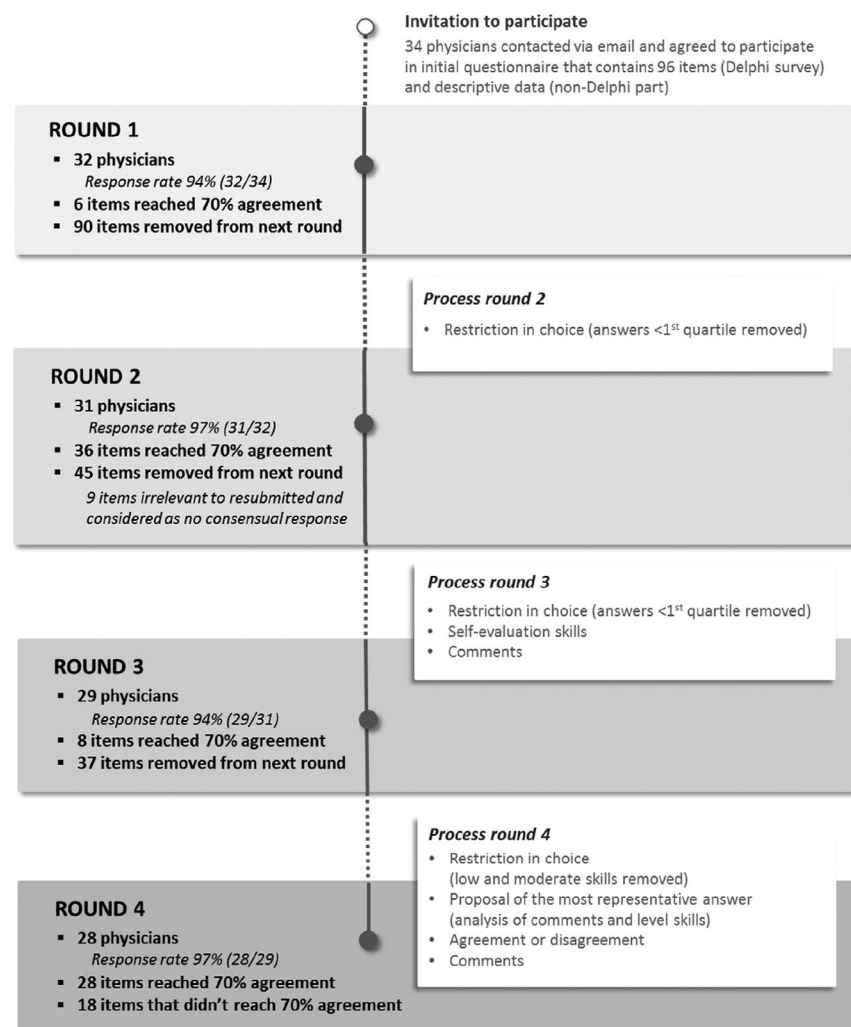 Invitation to participate
34 physicians contacted via email and agreed to participate
in initial questionnaire that contains 96 items (Delphi survey)
and descriptive data (non-Delphi part)
ROUND 1
▪ 32 physicians
Response rate 94% (32/34)
▪ 6 items reached 70% agreement
▪ 90 items removed from next round
Process round 2
• Restriction in choice (answers <1st quartile removed)
ROUND 2
▪ 31 physicians
Response rate 97% (31/32)
▪ 36 items reached 70% agreement
▪ 45 items removed from next round
9 items irrelevant to resubmitted and
considered as no consensual response
Process round 3
• Restriction in choice (answers <1st quartile removed)
• Self-evaluation skills
• Comments
ROUND 3
▪ 29 physicians
Response rate 94% (29/31)
▪ 8 items reached 70% agreement
▪ 37 items removed from next round
Process round 4
• Restriction in choice
(low and moderate skills removed)
• Proposal of the most representative answer
(analysis of comments and level skills)
• Agreement or disagreement
• Comments
ROUND 4
▪ 28 physicians
Response rate 97% (28/29)
▪ 28 items reached 70% agreement
▪ 18 items that didn't reach 70% agreement